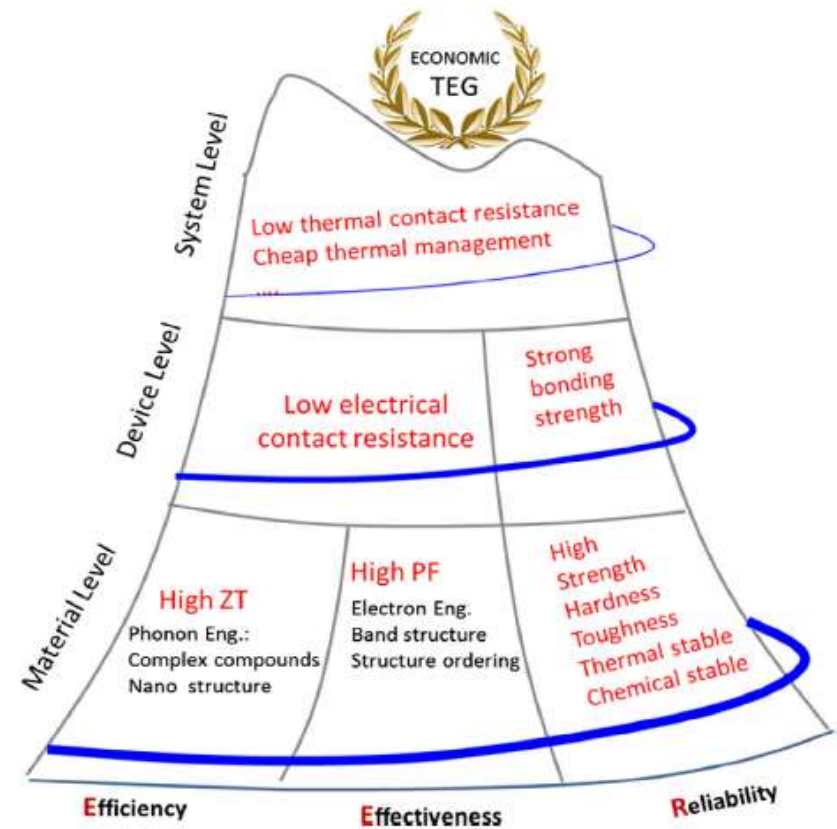 ECONOMIC
TEG
System Level
Low thermal contact resistance
Cheap thermal management
....
Device Level
Low electrical
contact resistance
Strong
bonding
strength
Material Level
High ZT
Phonon Eng.:
Complex compounds
Nano structure
High PF
Electron Eng.
Band structure
Structure ordering
High
Strength
Hardness
Toughness
Thermal stable
Chemical stable
Efficiency
Effectiveness
Reliability